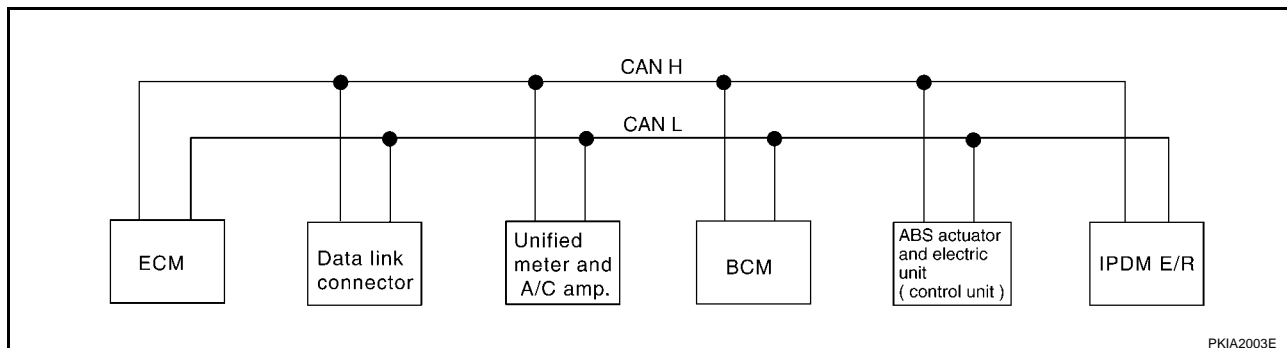 CAN H
CAN L
ECM
Data link
connector
Unified
meter and
A/C amp.
BCM
ABS actuator
and electric
unit
( control unit )
IPDM E/R
PKIA2003E